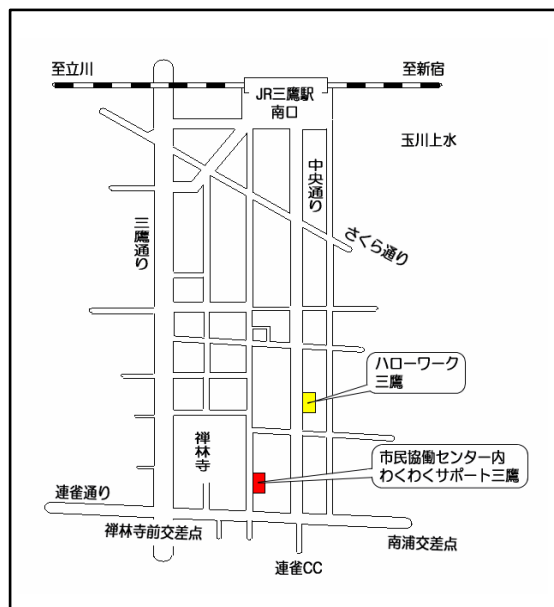 至立川
至新宿
JR三鷹駅
南口
玉川上水
中央通り
三鷹通り
さくら通り
ハローワーク
三鷹
禅林寺
市民協働センター内
わくわくサポート三鷹
連雀通り
禅林寺前交差点
南浦交差点
連雀CC